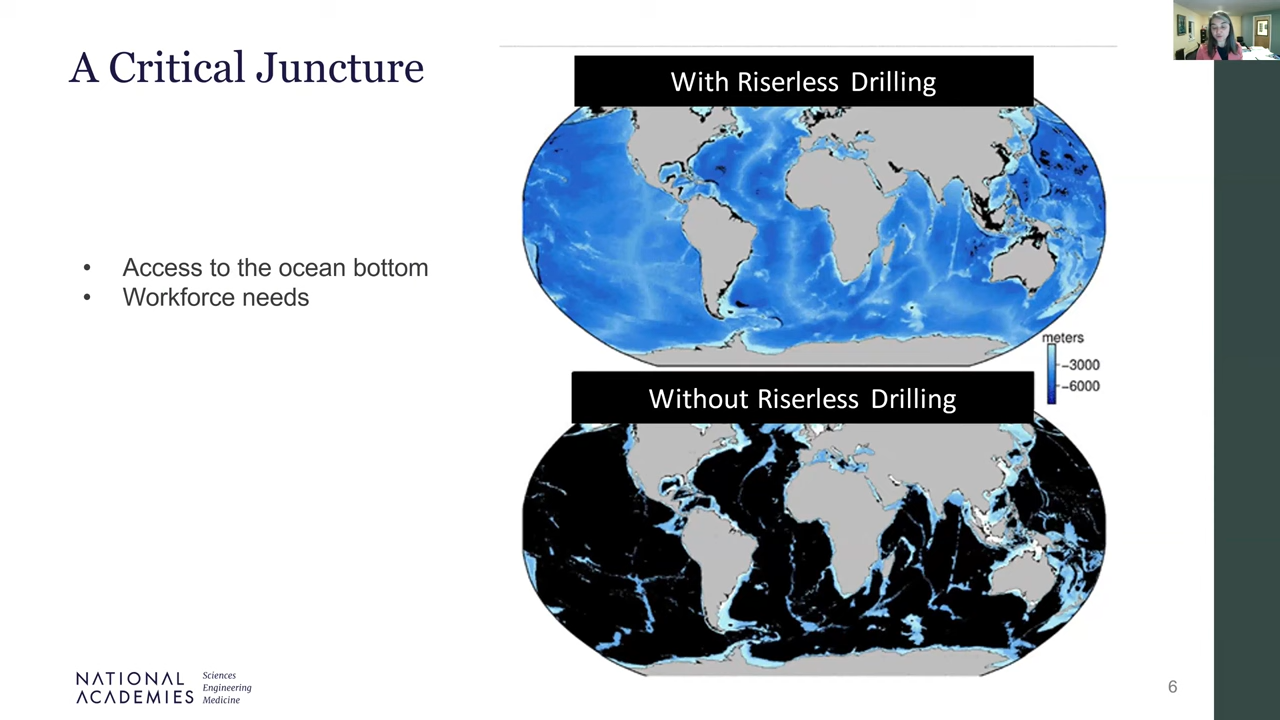 A Critical Juncture
• Access to the ocean bottom
• Workforce needs
With Riserless Drilling
meters
−3000
−6000
Without Riserless Drilling
NATIONAL
ACADEMIES
Sciences
Engineering
Medicine
6